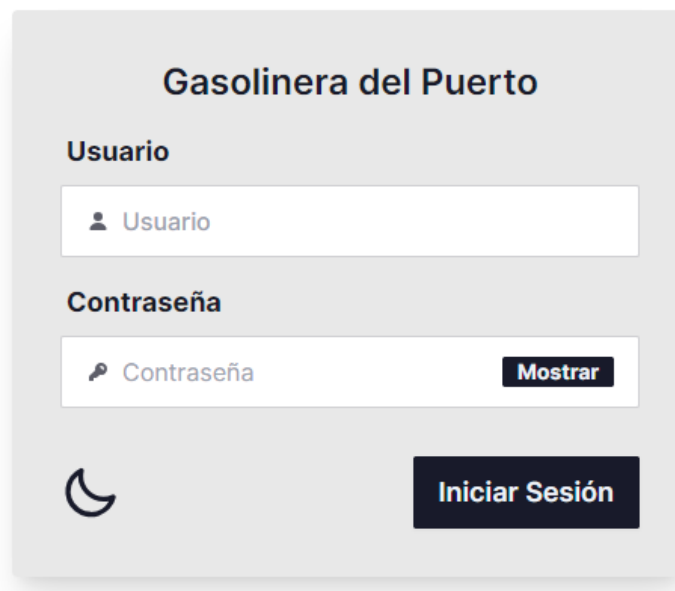 Gasolinera del Puerto
Usuario
Usuario
Contraseña
Contraseña Mostrar
Iniciar Sesión